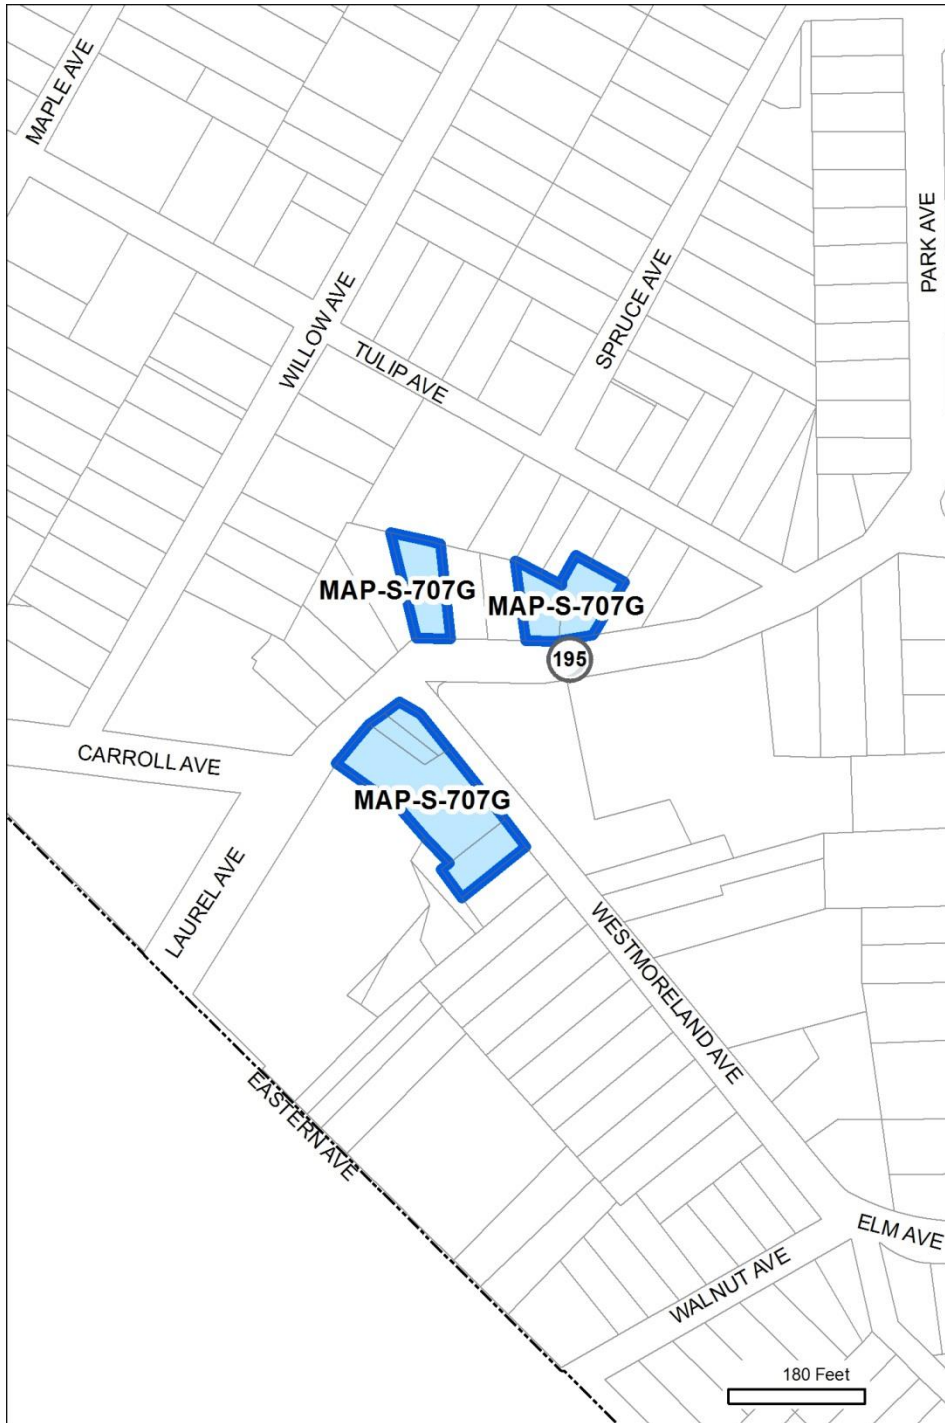 MAPLE AVE
PARK AVE
SPRUCE AVE
WILLOW AVE
TULIP AVE
MAP-S-707G
MAP-S-707G
195
CARROLL AVE
MAP-S-707G
LAUREL AVE
WESTMORELAND AVE
EASTERN AVE
ELM AVE
WALNUT AVE
180 Feet